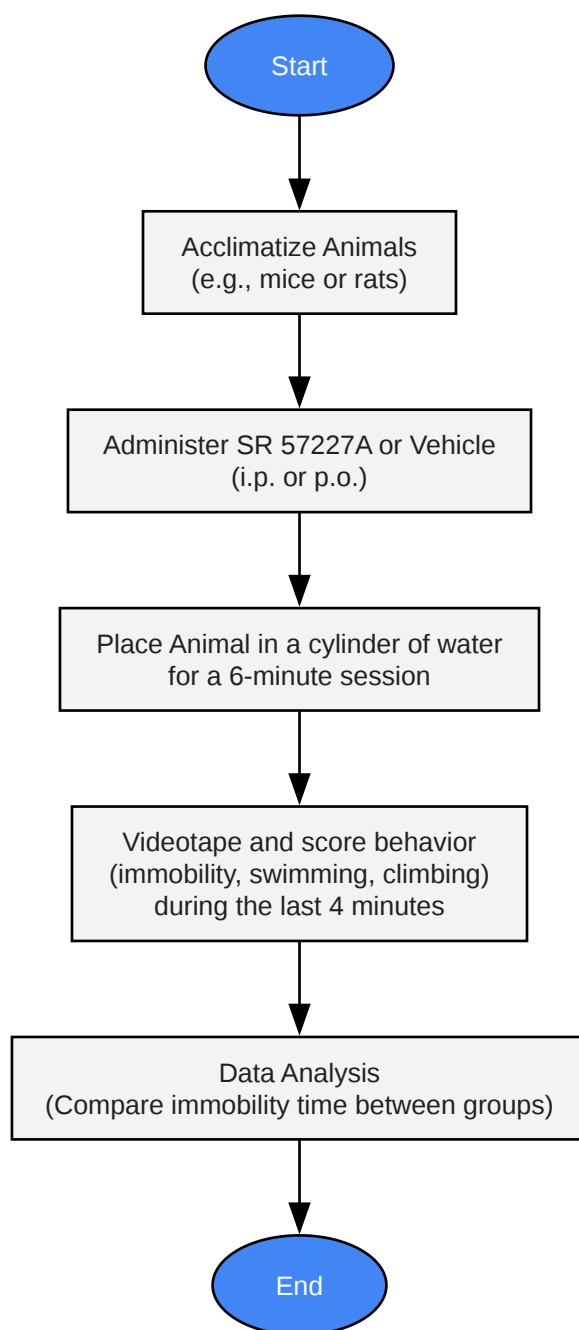 Start
Acclimatize Animals
(e.g., mice or rats)
Administer SR 57227A or Vehicle
(i.p. or p.o.)
Place Animal in a cylinder of water
for a 6-minute session
Videotape and score behavior
(immobility, swimming, climbing)
during the last 4 minutes
Data Analysis
(Compare immobility time between groups)
End